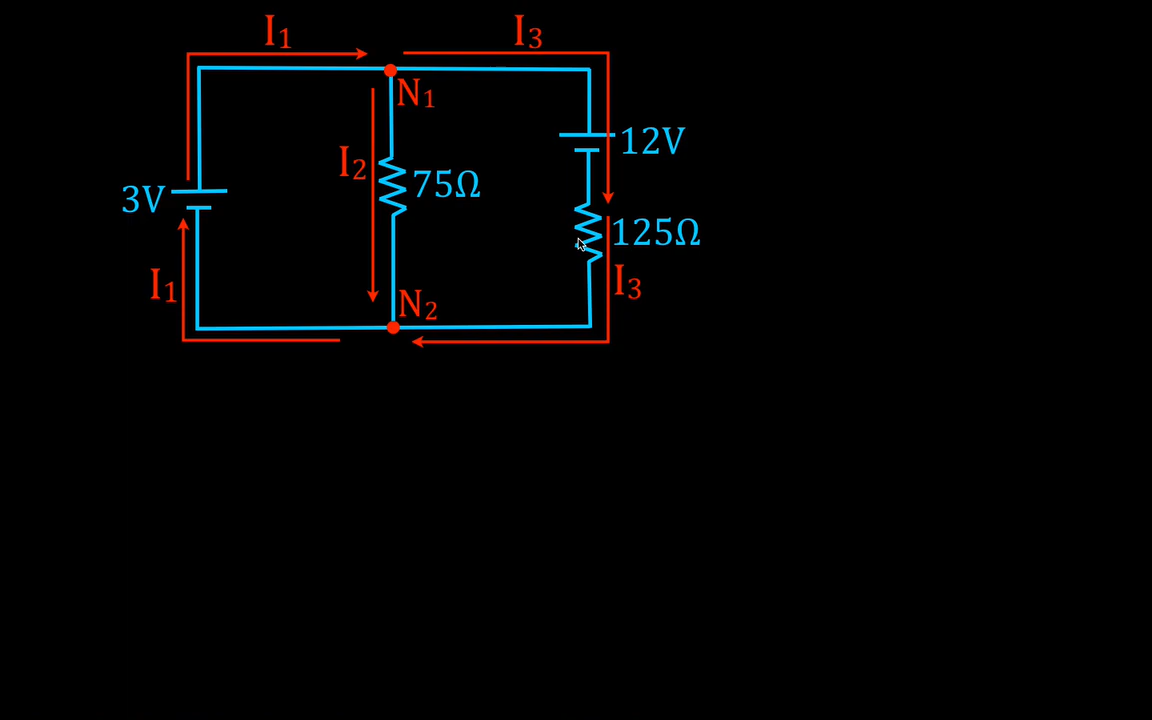 I₁
I₃
N₁
12V
I₂
75Ω
3V
125Ω
I₁
I₃
N₂